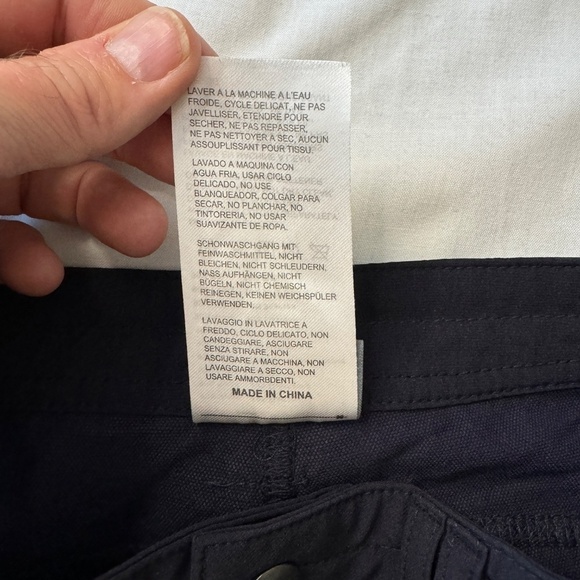 LAVER A LA MACHINE A L'EAU
FROIDE, CYCLE DELICAT, NE PAS
JAVELLISER, ETENDRE POUR
SECHER, NE PAS REPASSER,
NE PAS NETTOYER A SEC, AUCUN
ASSOUPLISSANT POUR TISSU.
LAVADO A MAQUINA CON
AGUA FRIA, USAR CICLO
DELICADO, NO USE
BLANQUEADOR, COLGAR PARA
SECAR, NO PLANCHAR, NO
TINTORERIA, NO USAR
SUAVIZANTE DE ROPA.
SCHONWASCHGANG MIT
FEINWASCHMITTEL, NICHT
BLEICHEN, NICHT SCHLEUDERN,
NASS AUFHÄNGEN, NICHT
BÜGELN, NICHT CHEMISCH
REINEGEN, KEINEN WEICHSPÜLER
VERWENDEN.
LAVAGGIO IN LAVATRICE A
FREDDO, CICLO DELICATO, NON
CANDEGGIARE, ASCIUGARE
SENZA STIRARE, NON
ASCIUGARE A MACCHINA, NON
LAVAGGIARE A SECCO, NON
USARE AMMORBDENTI.
MADE IN CHINA